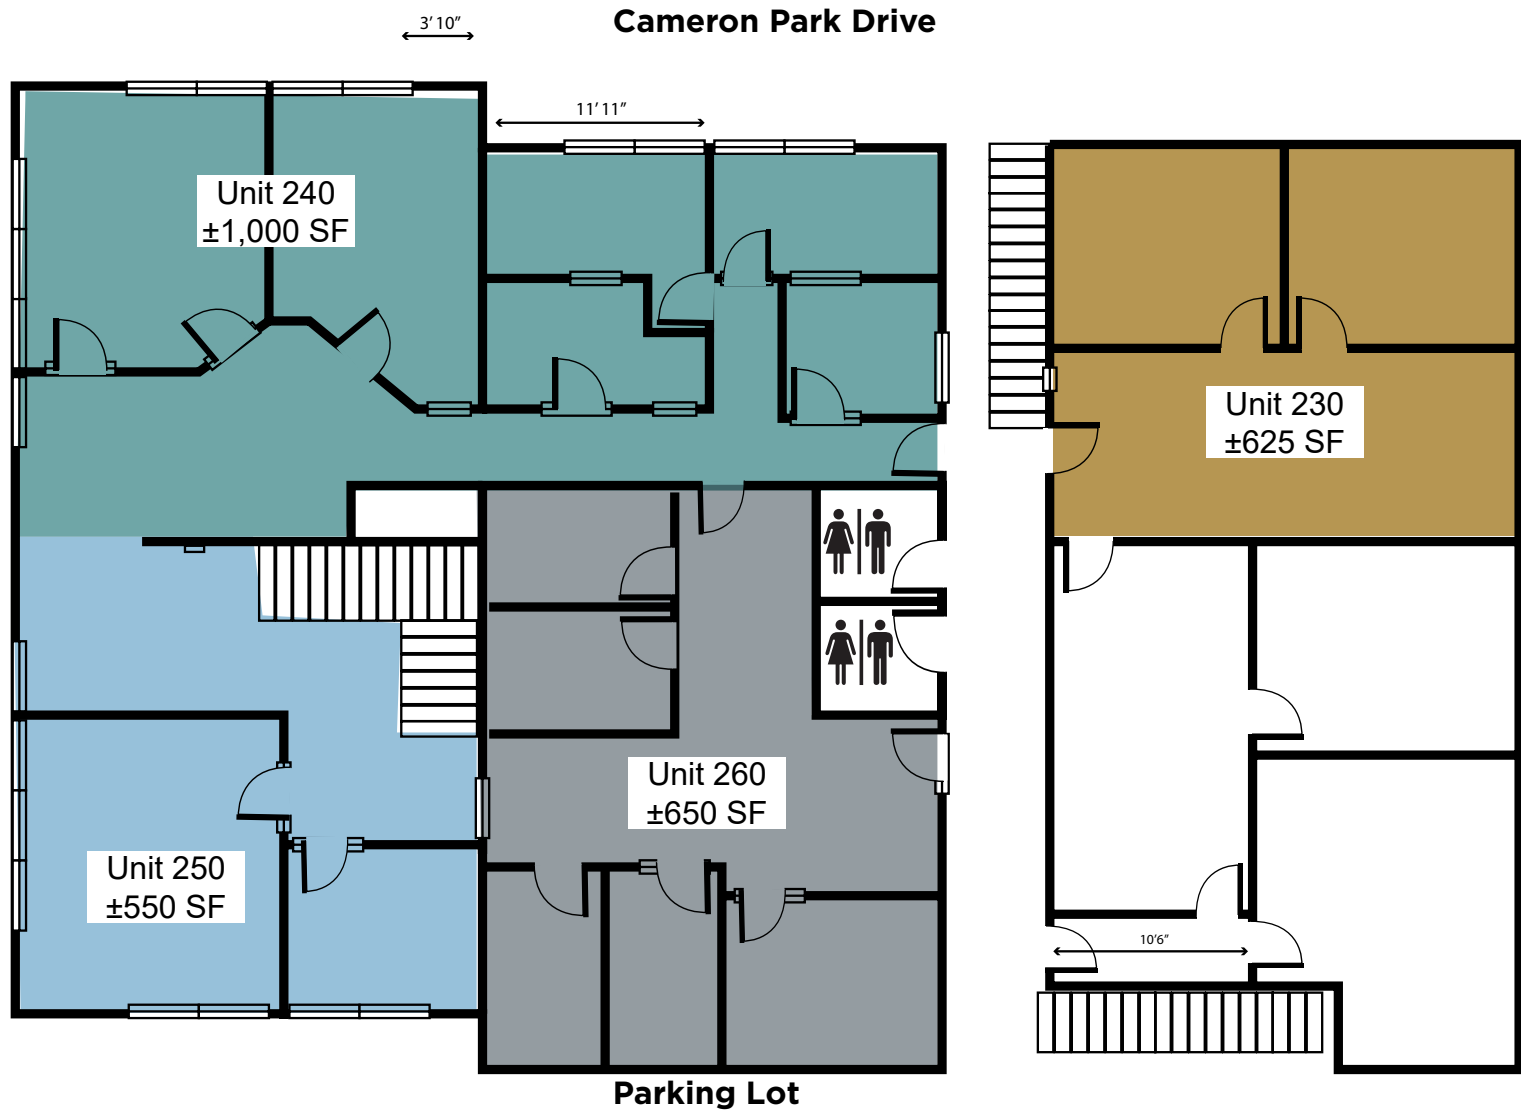 Cameron Park Drive
3’ 10”
11’ 11”
Unit 240
±1,000 SF
Unit 230
±625 SF
Unit 260
±650 SF
Unit 250
±550 SF
10’6”
Parking Lot